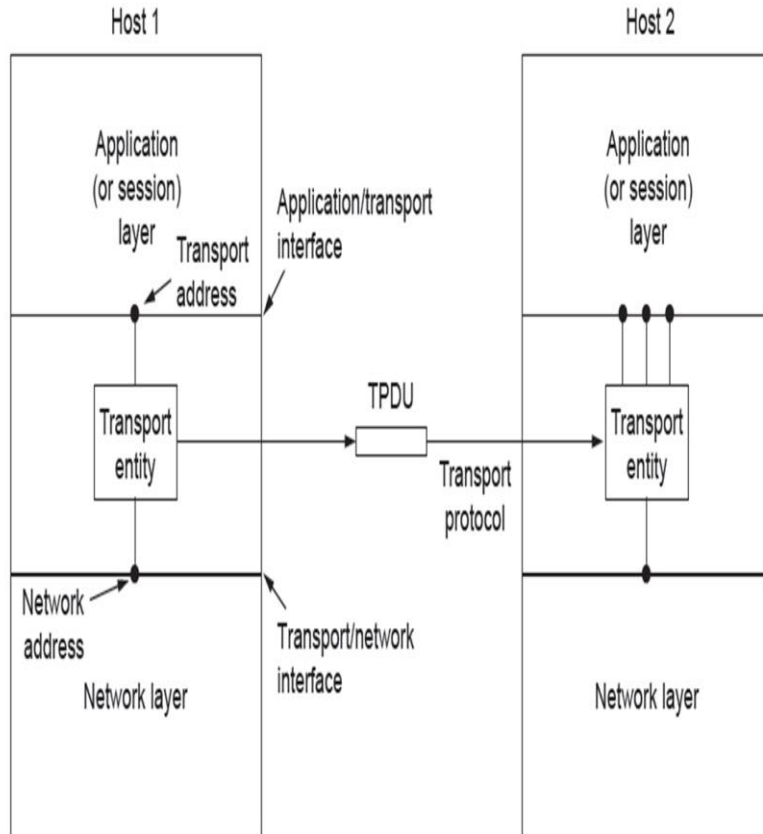 Host 1
Host 2
Application
(or session)
layer
Application/transport
interface
Transport
address
Application
(or session)
layer
Transport
entity
TPDU
Transport
protocol
Transport
entity
Network
address
Transport/network
interface
Network layer
Network layer